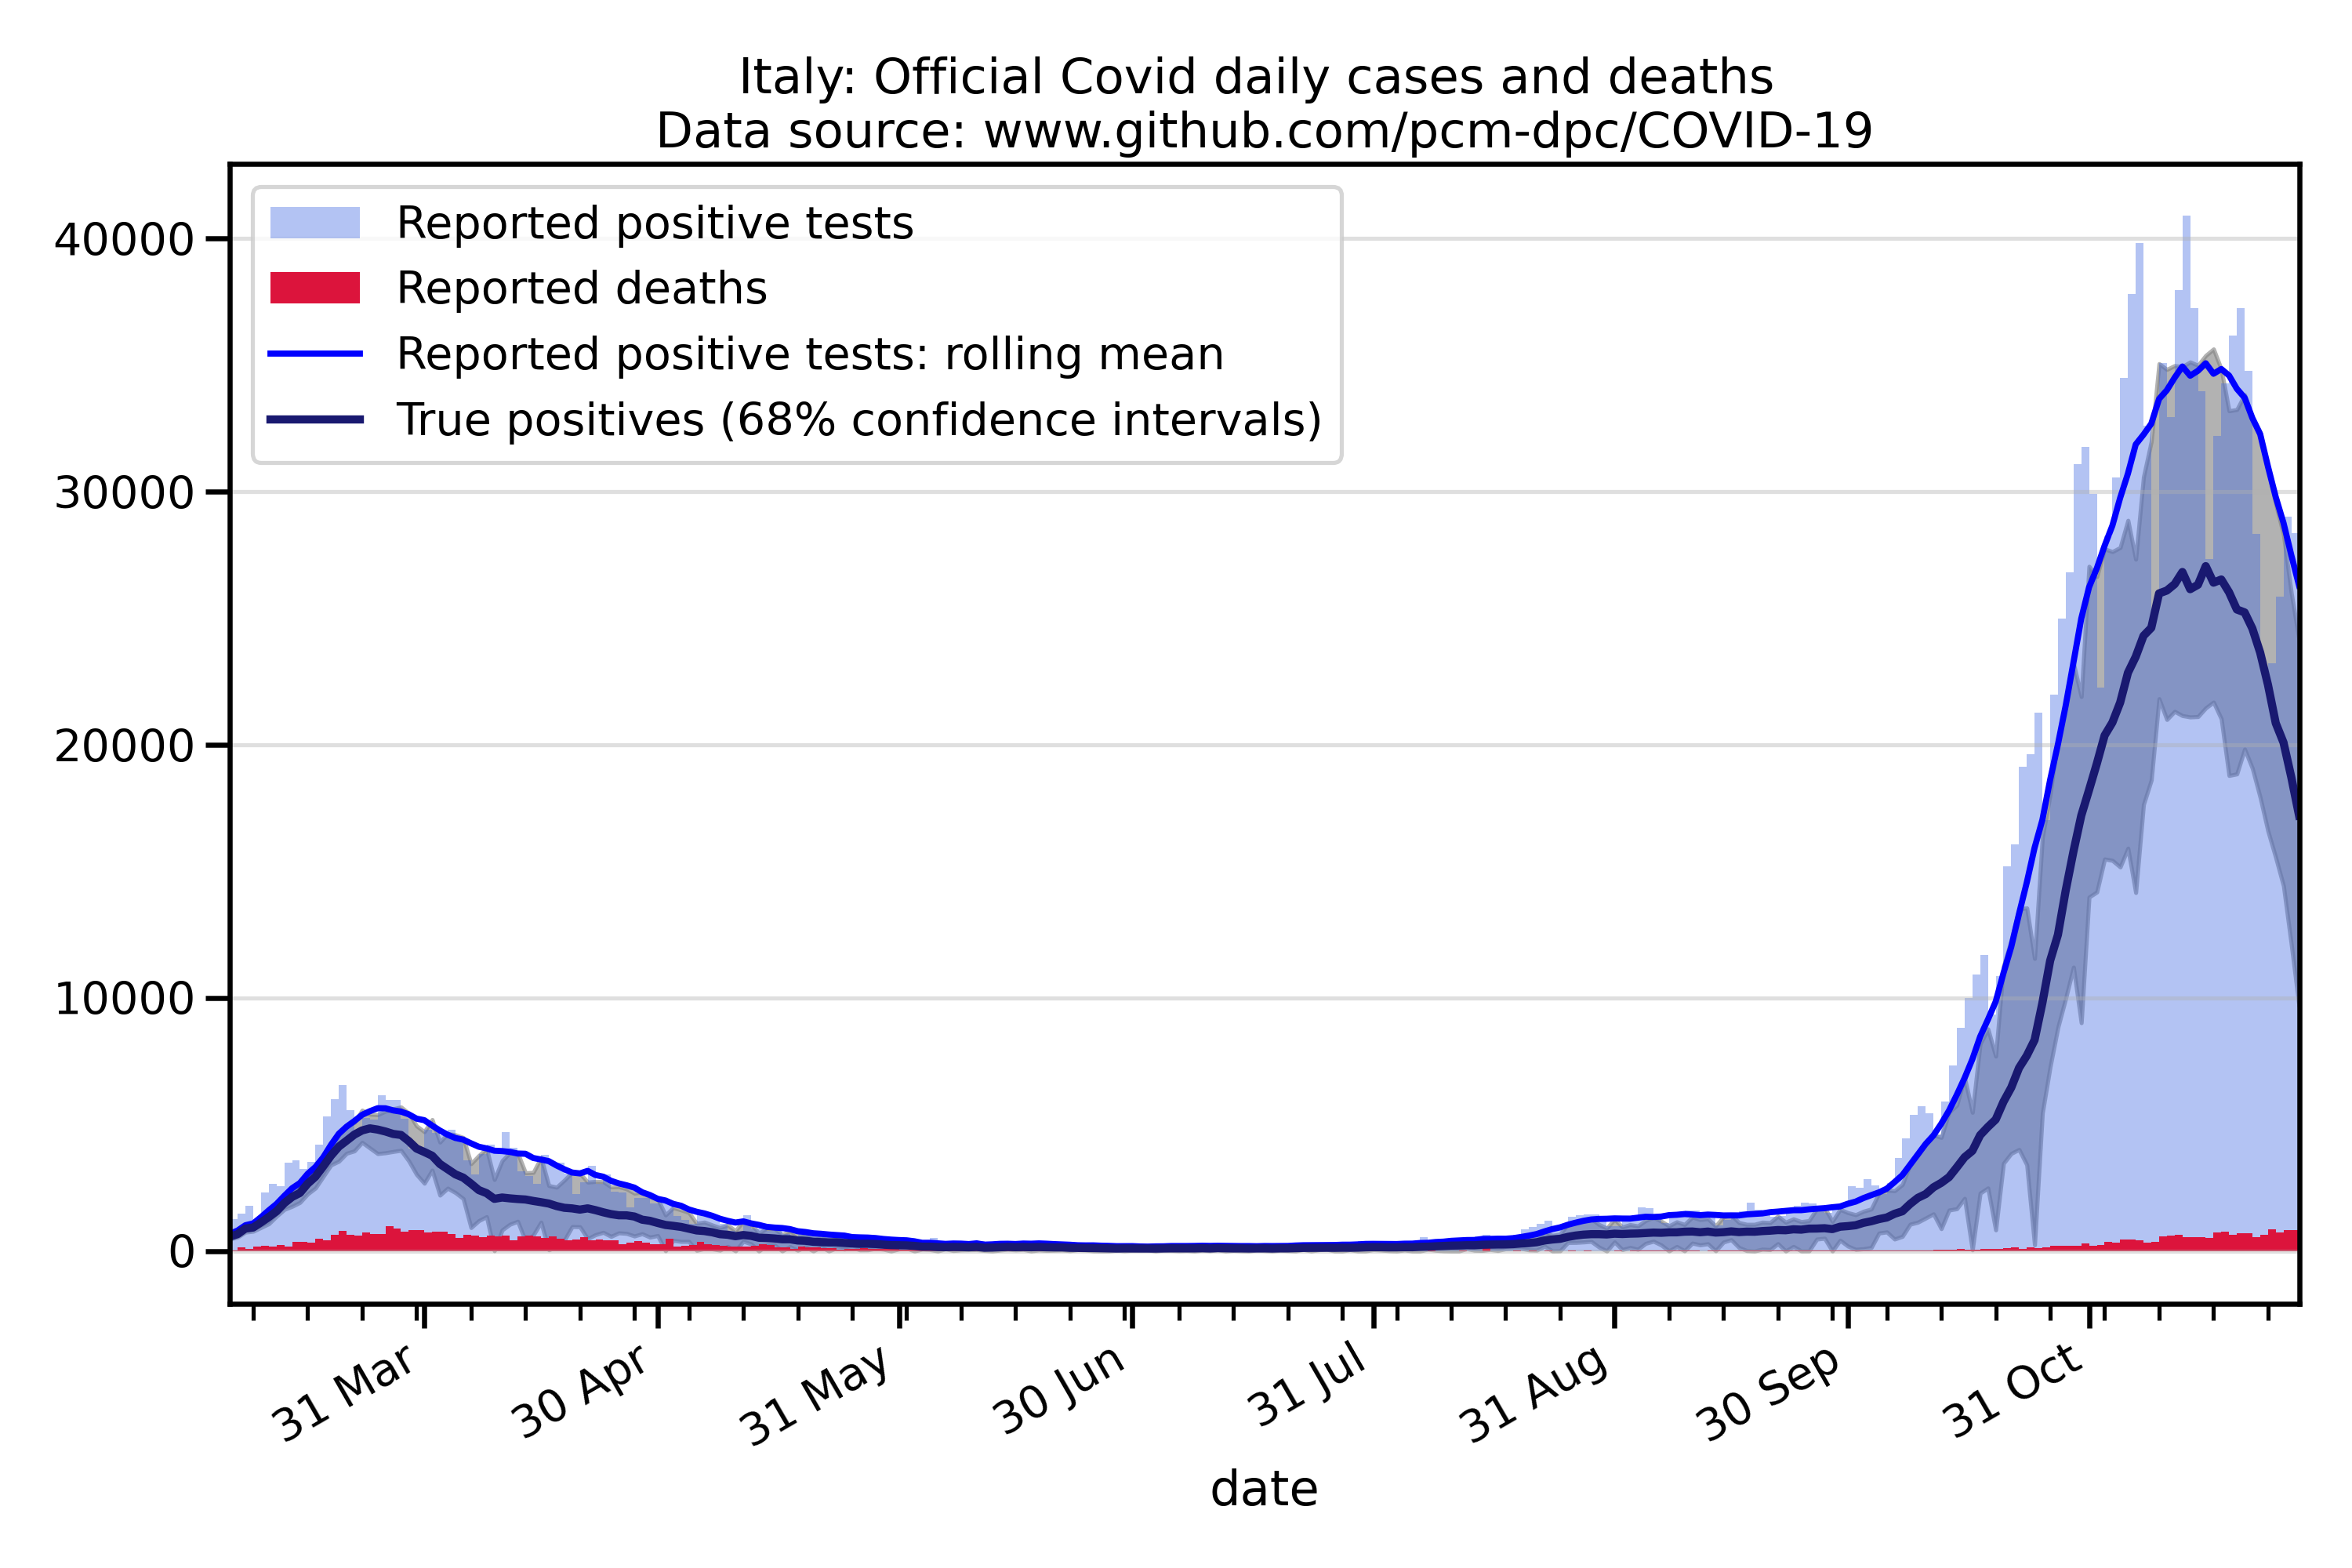 Italy: Official Covid daily cases and deaths
Data source: www.github.com/pcm-dpc/COVID-19
Reported positive tests
Reported deaths
Reported positive tests: rolling mean
True positives (68% confidence intervals)
40000
30000
20000
10000
0
31 Mar
30 Apr
31 May
30 Jun
31 Jul
31 Aug
30 Sep
31 Oct
date